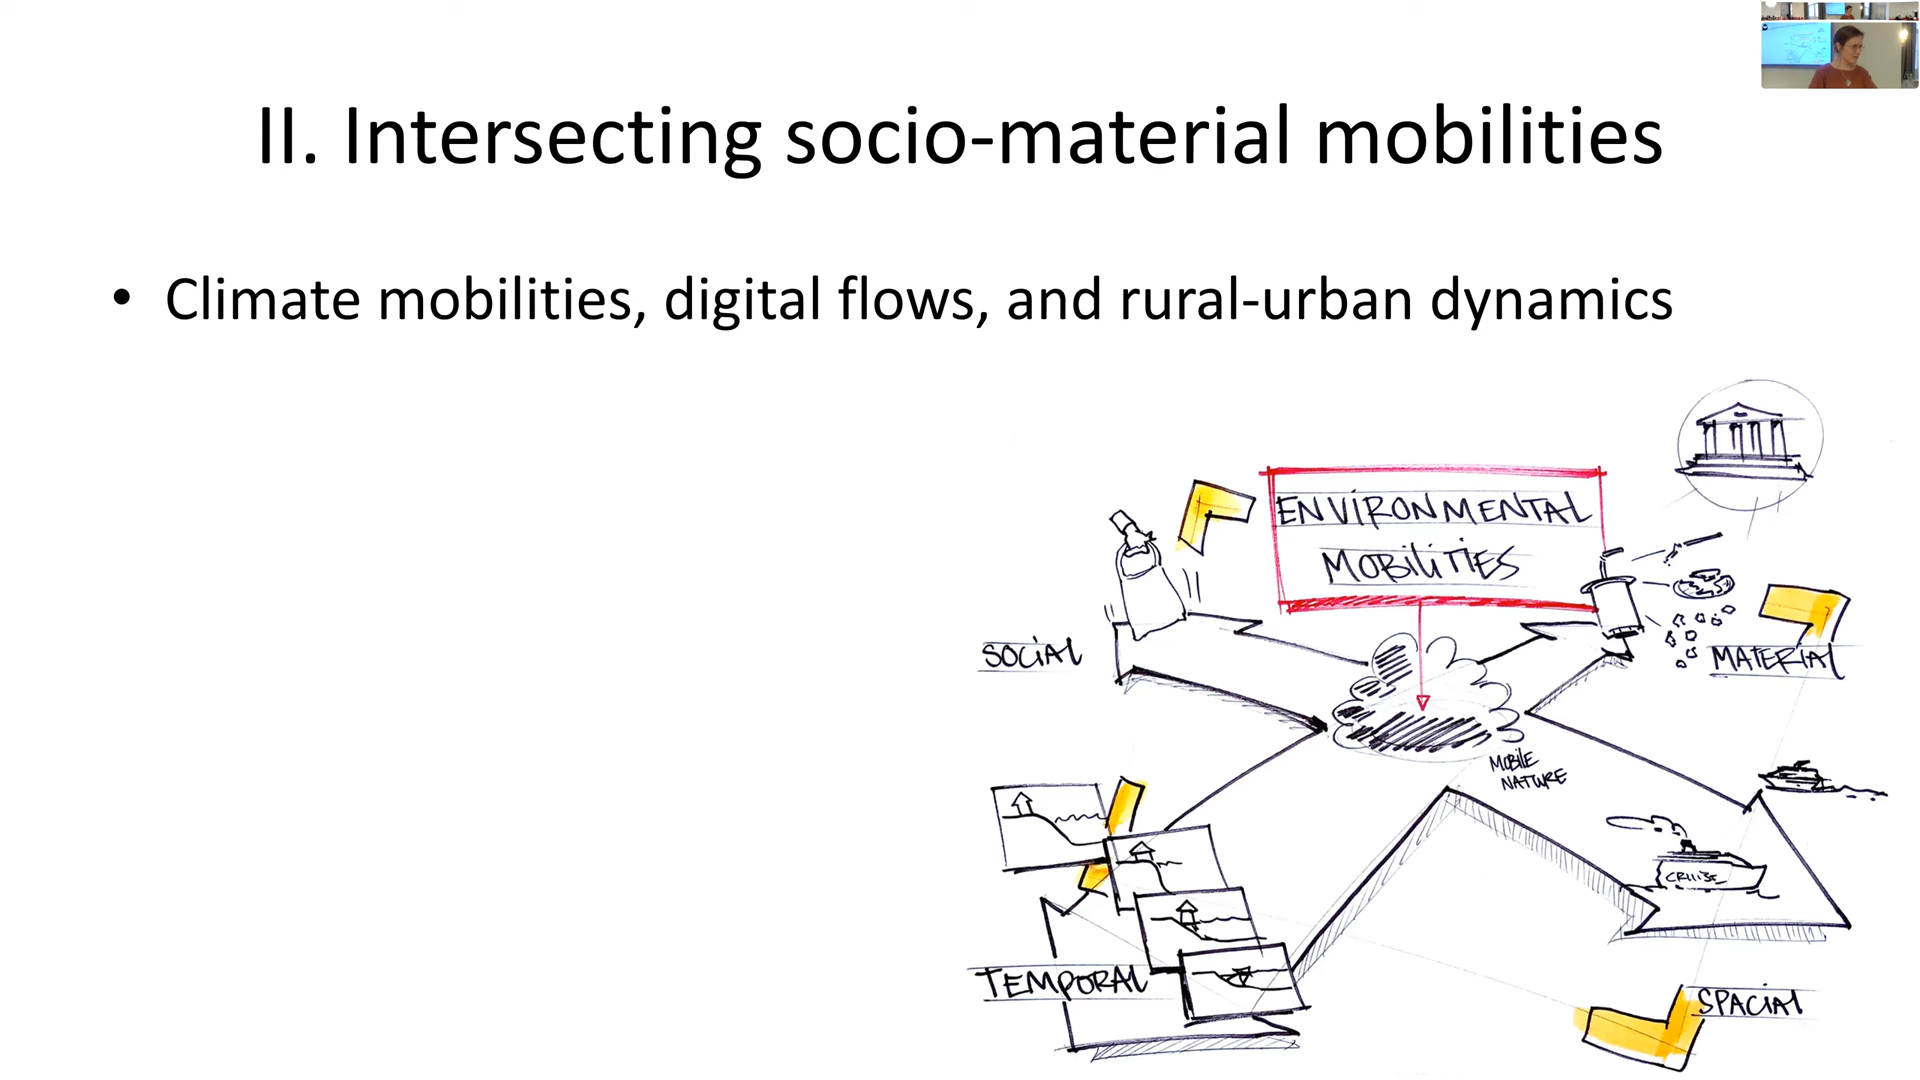 II. Intersecting socio-material mobilities
• Climate mobilities, digital flows, and rural-urban dynamics
ENVIRONMENTAL
MOBILITIES
SOCIAL
MATERIAL
MOBILE
NATURE
CRUISE
TEMPORAL
SPACIAL